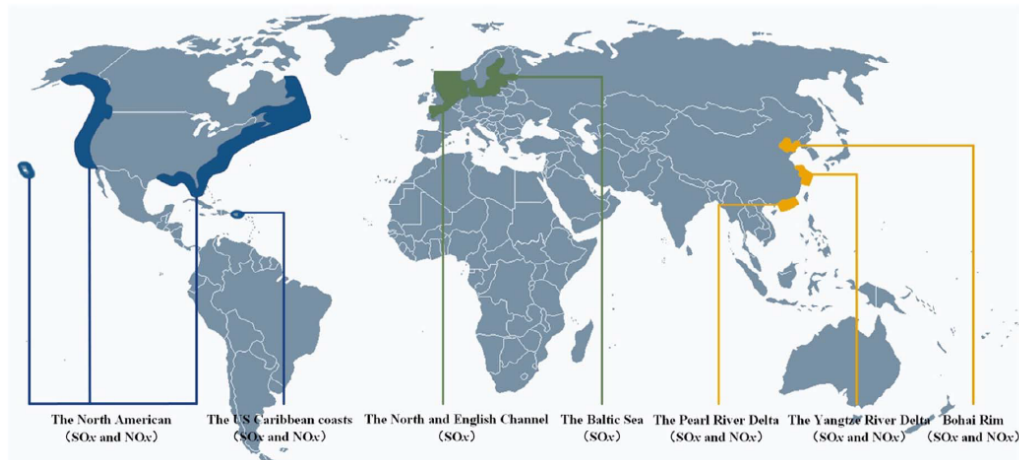 The North American
（SOx and NOx）
The US Caribbean coasts
（SOx and NOx）
The North and English Channel
（SOx）
The Baltic Sea
（SOx）
The Pearl River Delta
（SOx and NOx）
The Yangtze River Delta
（SOx and NOx）
Bohai Rim
（SOx and NOx）